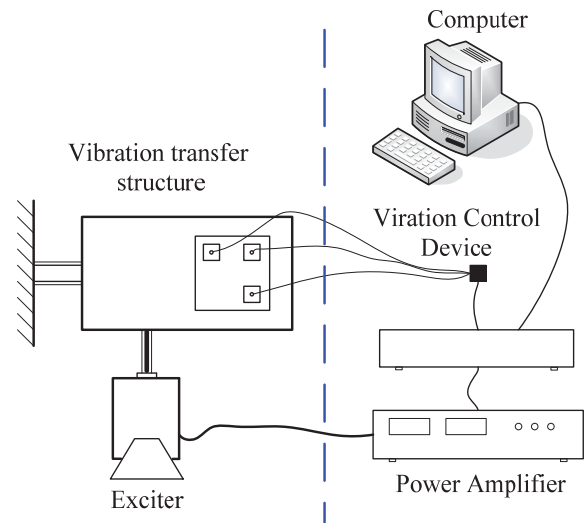 Computer
Vibration transfer
structure
Viration Control
Device
Power Amplifier
Exciter